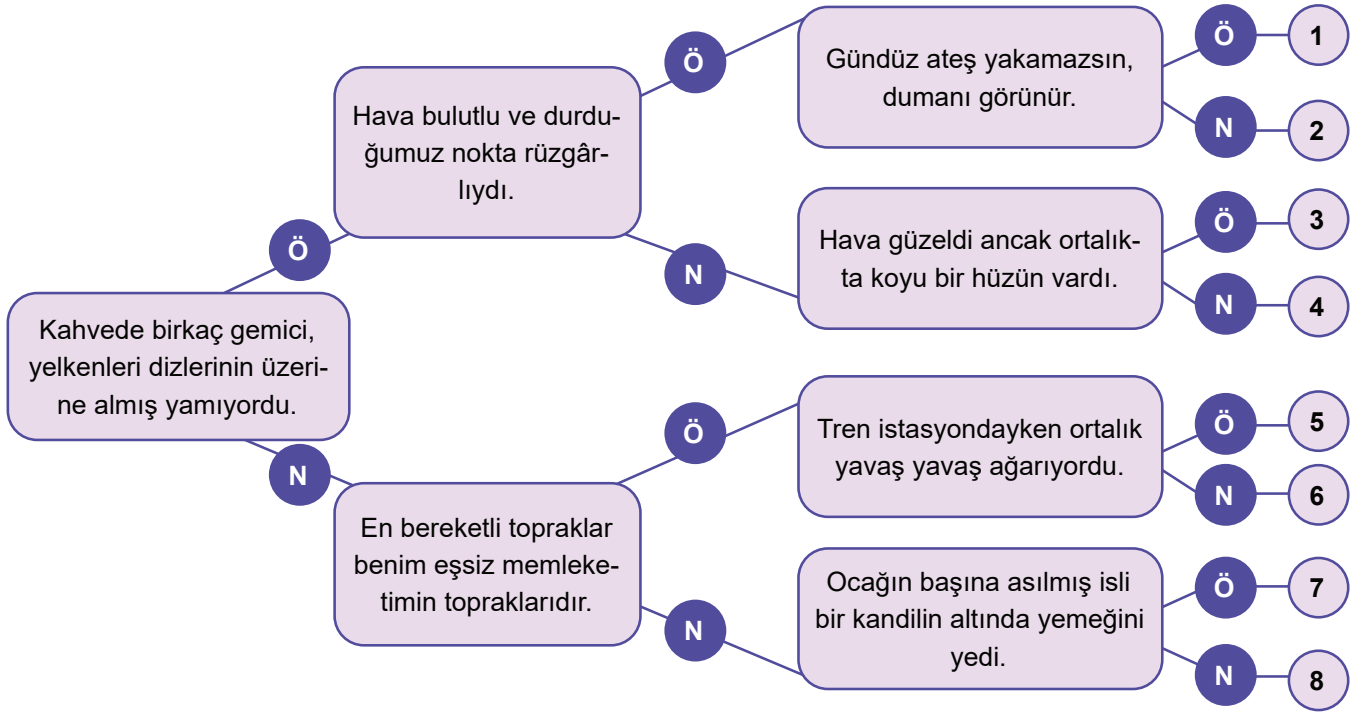 Kahvede birkaç gemici,
yelkenleri dizlerinin üzeri-
ne almış yamıyordu.
Ö
N
Hava bulutlu ve durdu-
ğumuz nokta rüzgâr-
lıydı.
Ö
N
En bereketli topraklar
benim eşsiz memleke-
timin topraklarıdır.
Ö
N
Gündüz ateş yakamazsın,
dumanı görünür.
Ö
1
N
2
Hava güzeldi ancak ortalık-
ta koyu bir hüzün vardı.
Ö
3
N
4
Tren istasyondayken ortalık
yavaş yavaş ağarıyordu.
Ö
5
N
6
Ocağın başına asılmış isli
bir kandilin altında yemeğini
yedi.
Ö
7
N
8